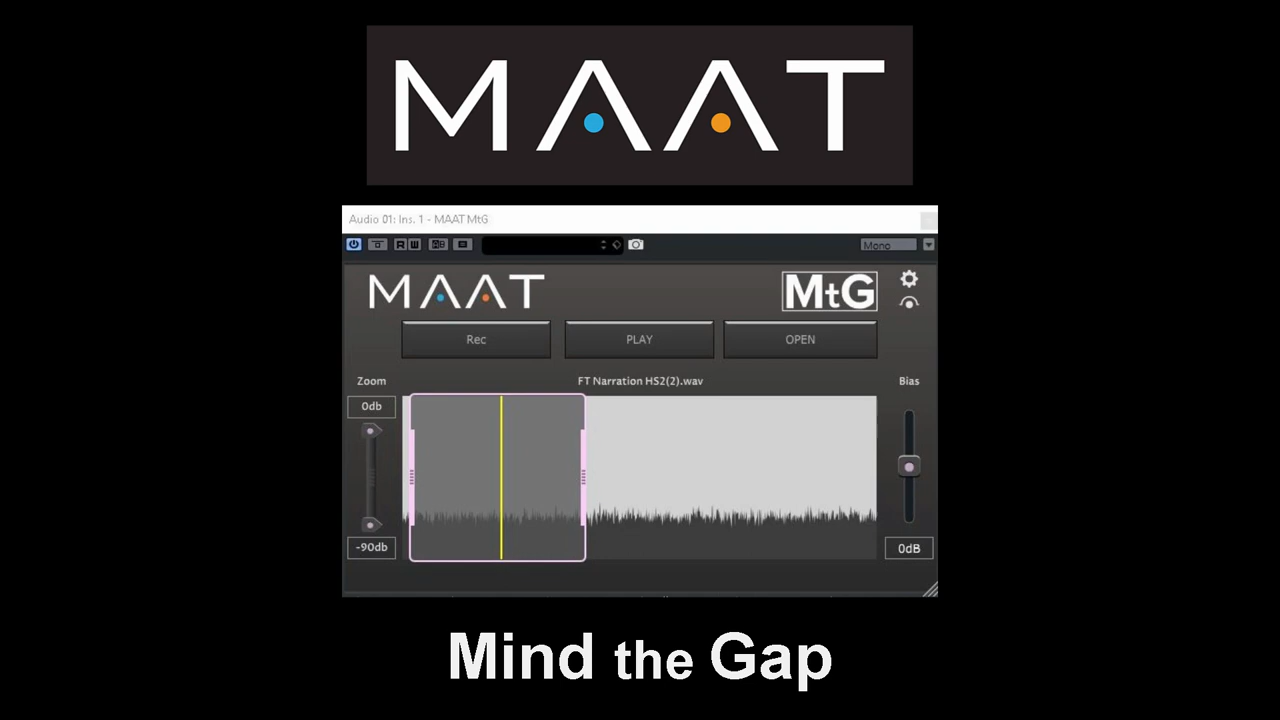 MAAT
Audio 01: Ins. 1 - MAAT MtG
R W
Mono
MAAT
MtG
Rec
PLAY
OPEN
Zoom
FT Narration HS2(2).wav
Bias
0db
-90db
0dB
Mind the Gap